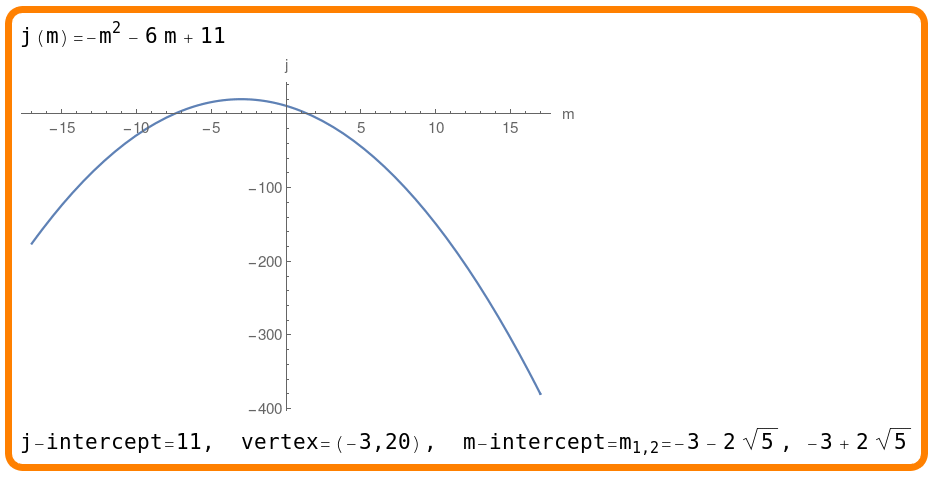 j(m)=-m² - 6 m + 11
j
-15 -10 -5 5 10 15 m
-100
-200
-300
-400
j-intercept=11, vertex=(-3,20), m-intercept=m₁,₂=-3 - 2 √5, -3 + 2 √5